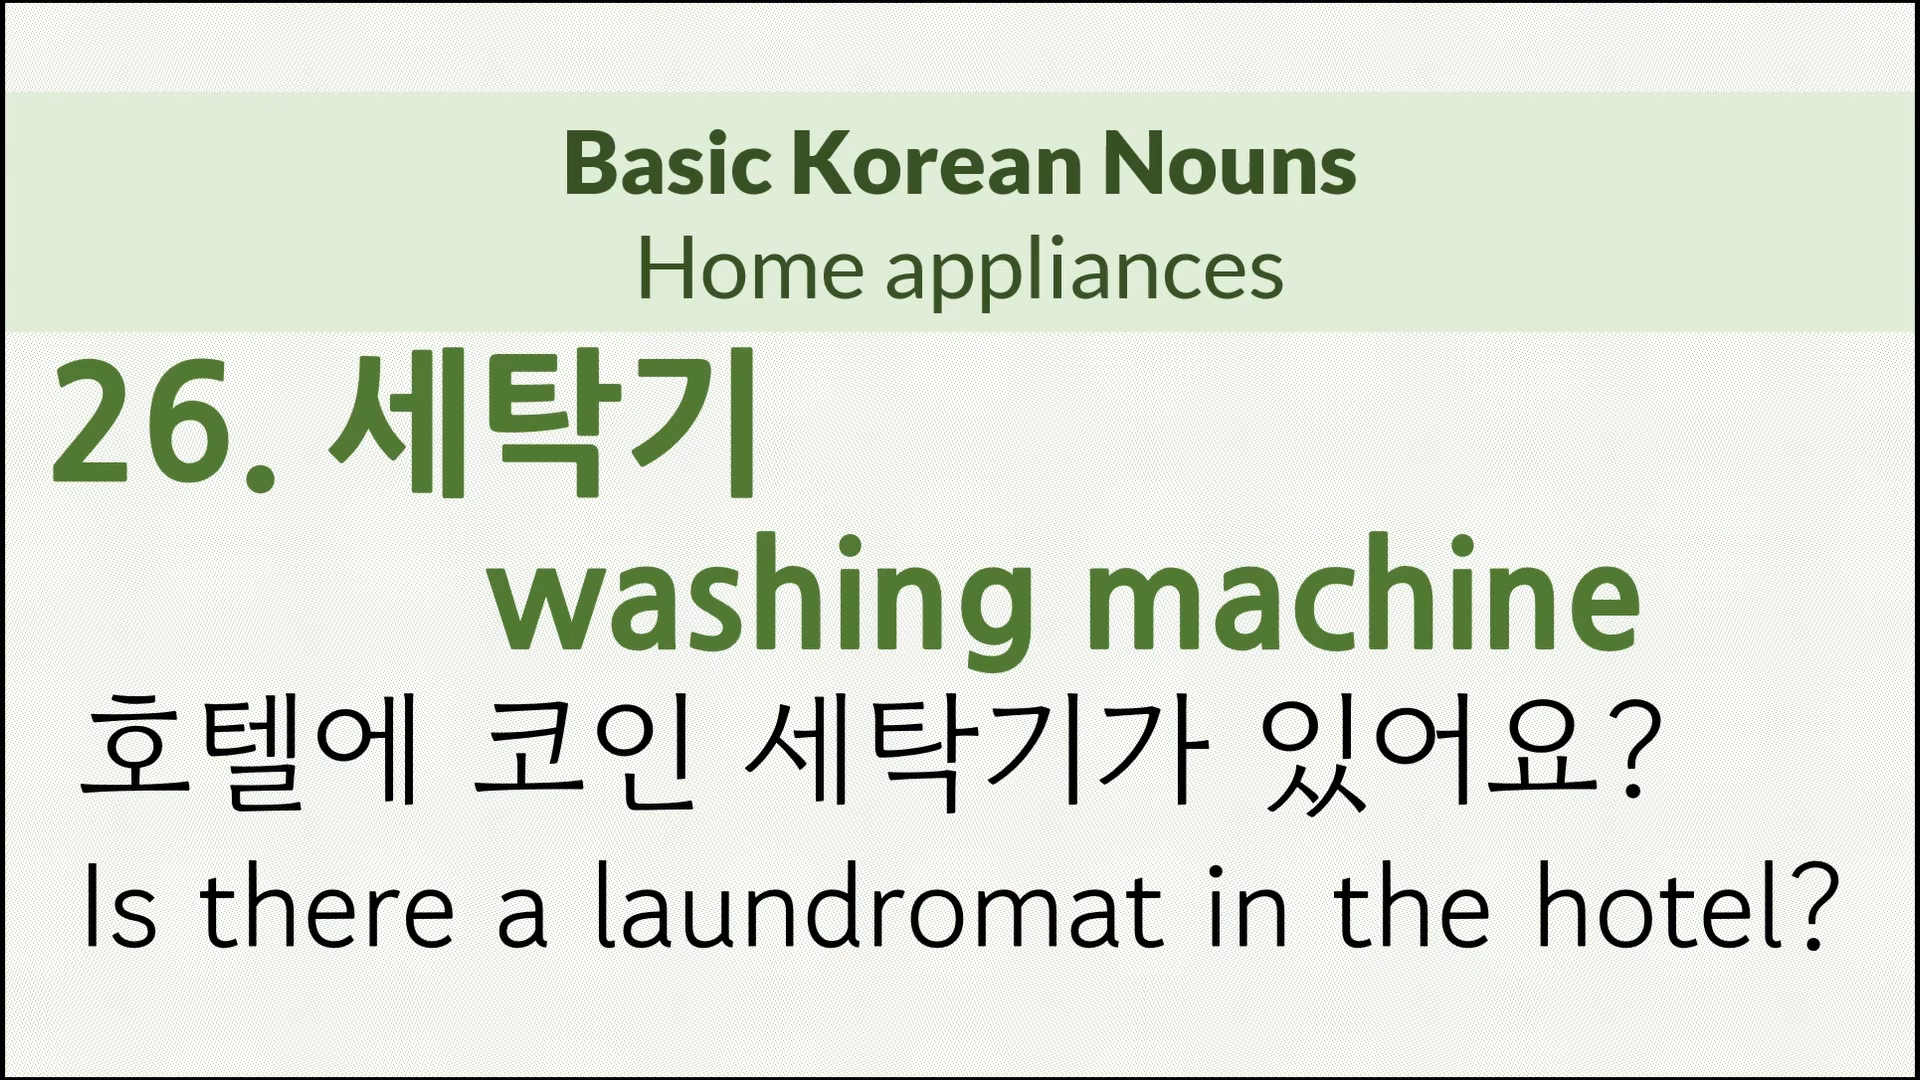 Basic Korean Nouns
Home appliances
26. 세탁기
washing machine
호텔에 코인 세탁기가 있어요?
Is there a laundromat in the hotel?